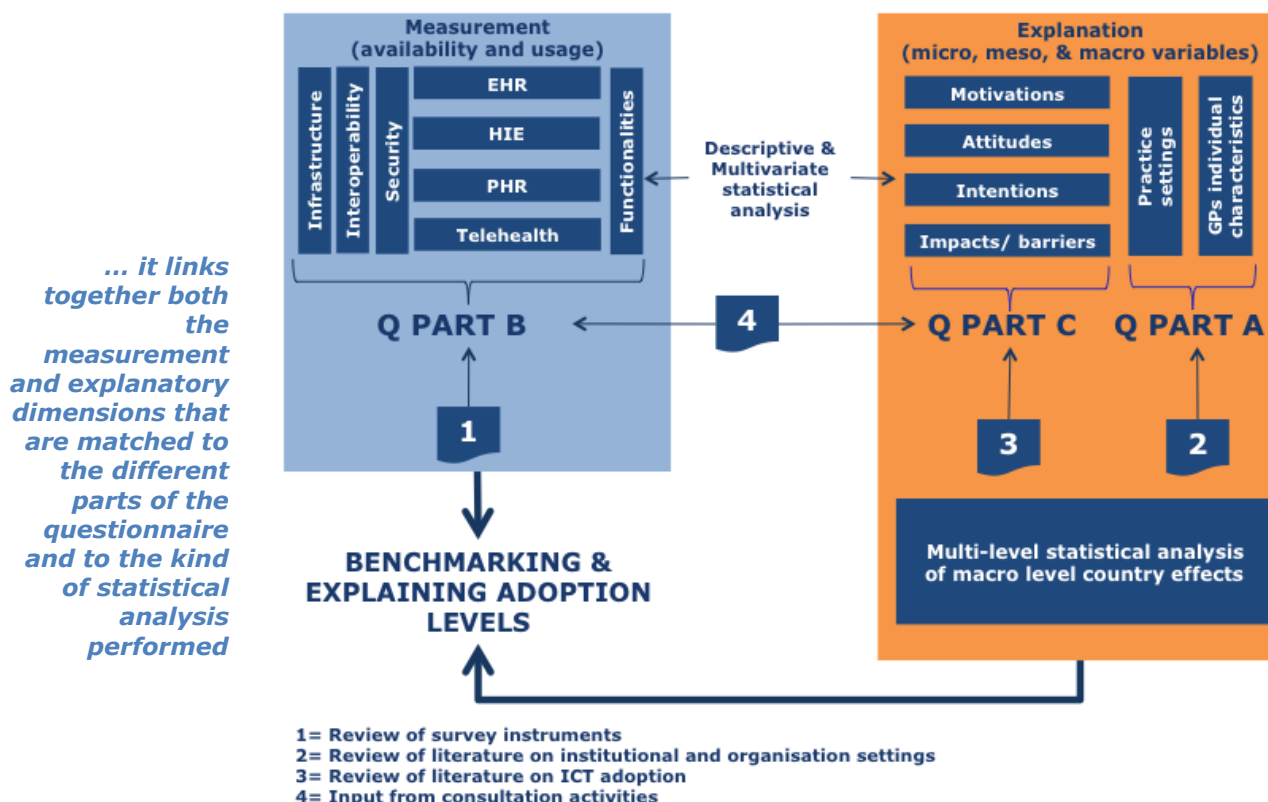 Measurement
(availability and usage)
Infrastructure
Interoperability
Security
EHR
HIE
PHR
Telehealth
Functionalities
Q PART B
1
Descriptive &
Multivariate
statistical
analysis
4
Explanation
(micro, meso, & macro variables)
Motivations
Attitudes
Intentions
Impacts/ barriers
Practice
settings
GPs individual
characteristics
Q PART C
Q PART A
3
2
Multi-level statistical analysis
of macro level country effects
... it links
together both
the
measurement
and explanatory
dimensions that
are matched to
the different
parts of the
questionnaire
and to the kind
of statistical
analysis
performed
BENCHMARKING &
EXPLAINING ADOPTION
LEVELS
1= Review of survey instruments
2= Review of literature on institutional and organisation settings
3= Review of literature on ICT adoption
4= Input from consultation activities